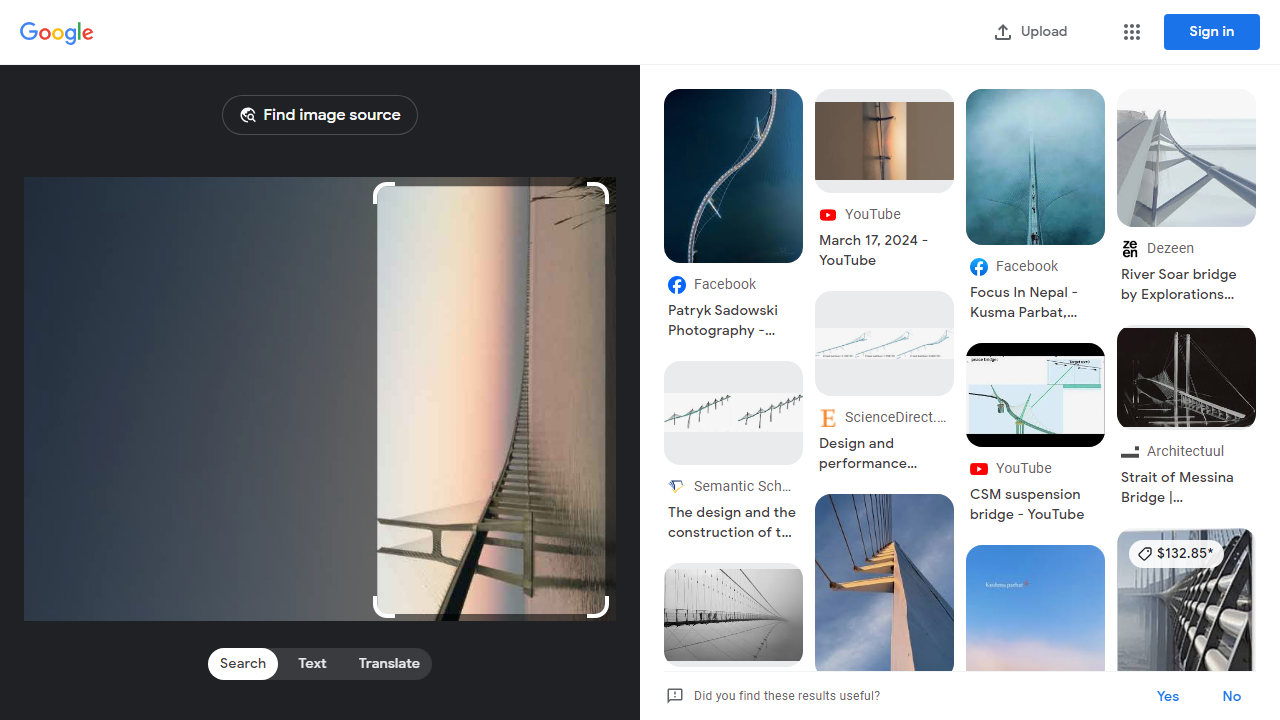 Google
Upload
Sign in
Find image source
Search
Text
Translate
Facebook
Patryk Sadowski
Photography -...
Semantic Sch...
The design and the
construction of t...
YouTube
March 17, 2024 -
YouTube
ScienceDirect....
Design and
performance...
Facebook
Focus In Nepal -
Kusma Parbat,...
YouTube
CSM suspension
bridge - YouTube
Kushma parbat
Dezeen
River Soar bridge
by Explorations...
Architectuul
Strait of Messina
Bridge |...
$132.85*
Did you find these results useful?
Yes
No